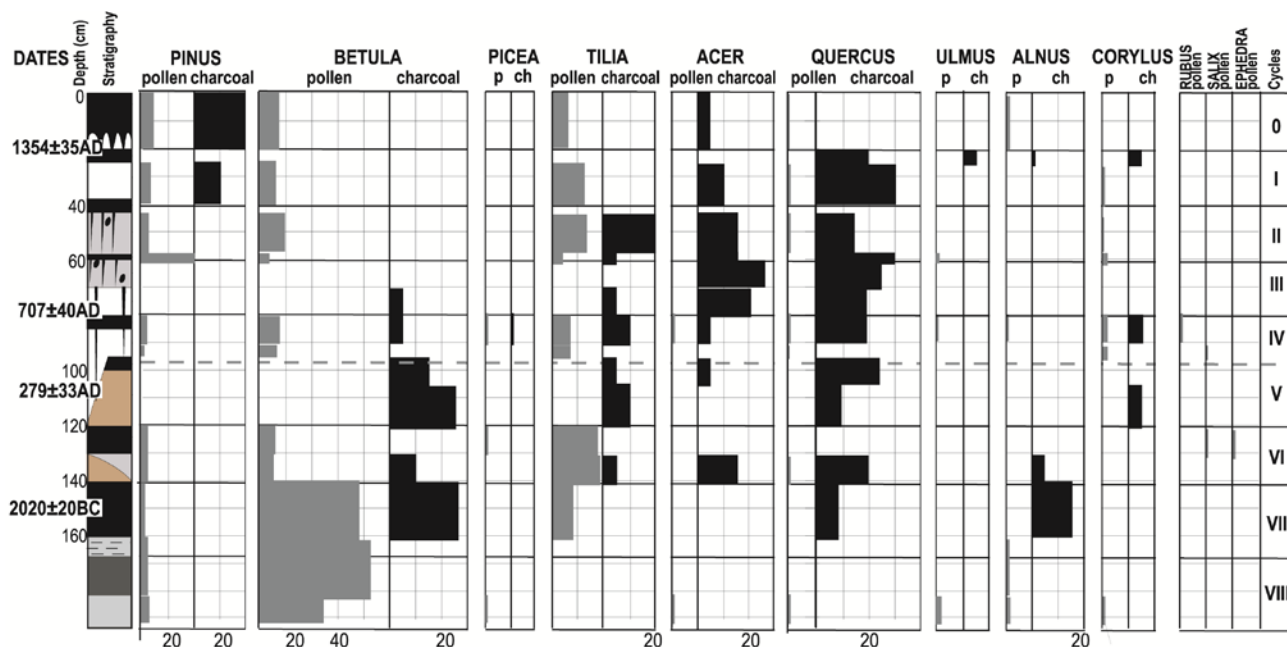 DATES Depth (cm) Stratigraphy PINUS BETULA PICEA TILIA ACER QUERCUS ULMUS ALNUS CORYLUS RUBUS pollen SALIX pollen EPHEDRA pollen Cycles
pollen charcoal pollen charcoal p ch pollen charcoal pollen charcoal pollen charcoal p ch p ch p ch
0
0
1354±35AD
I
40
II
60
III
707±40AD
80
IV
100
279±33AD
V
120
VI
140
2020±20BC
VII
160
VIII
20 20 20 40 20 20 20 20 20